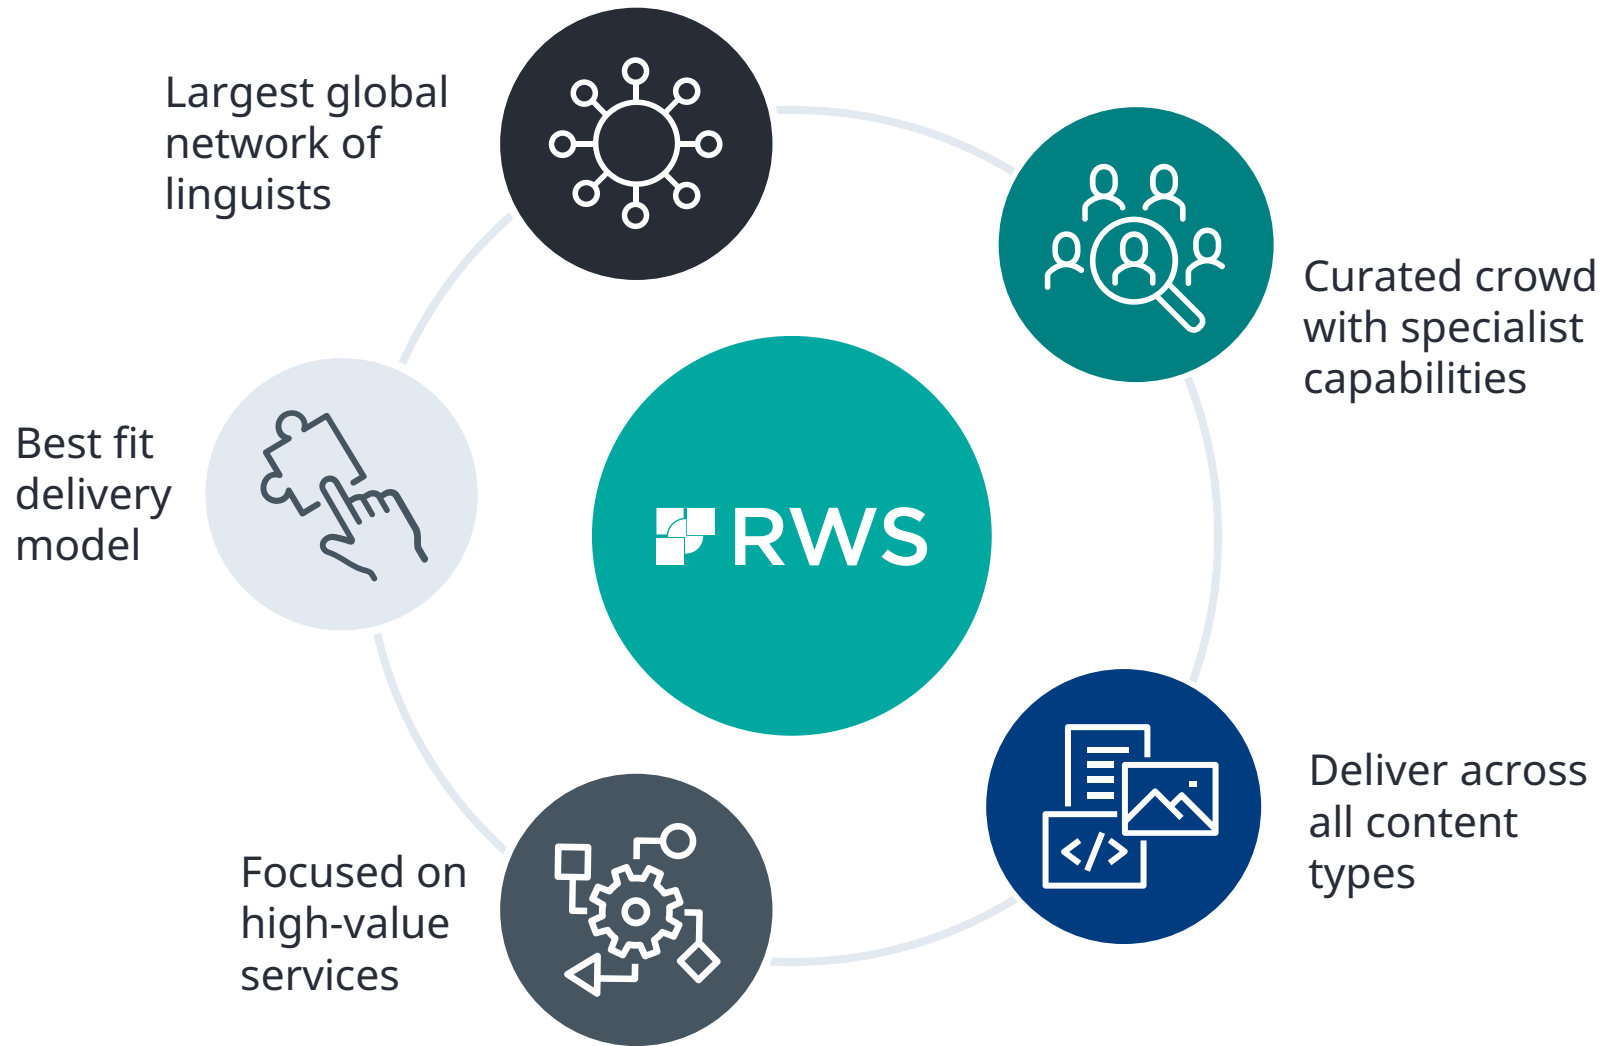 Largest global
network of
linguists
Curated crowd
with specialist
capabilities
Best fit
delivery
model
RWS
Deliver across
all content
types
</>
Focused on
high-value
services